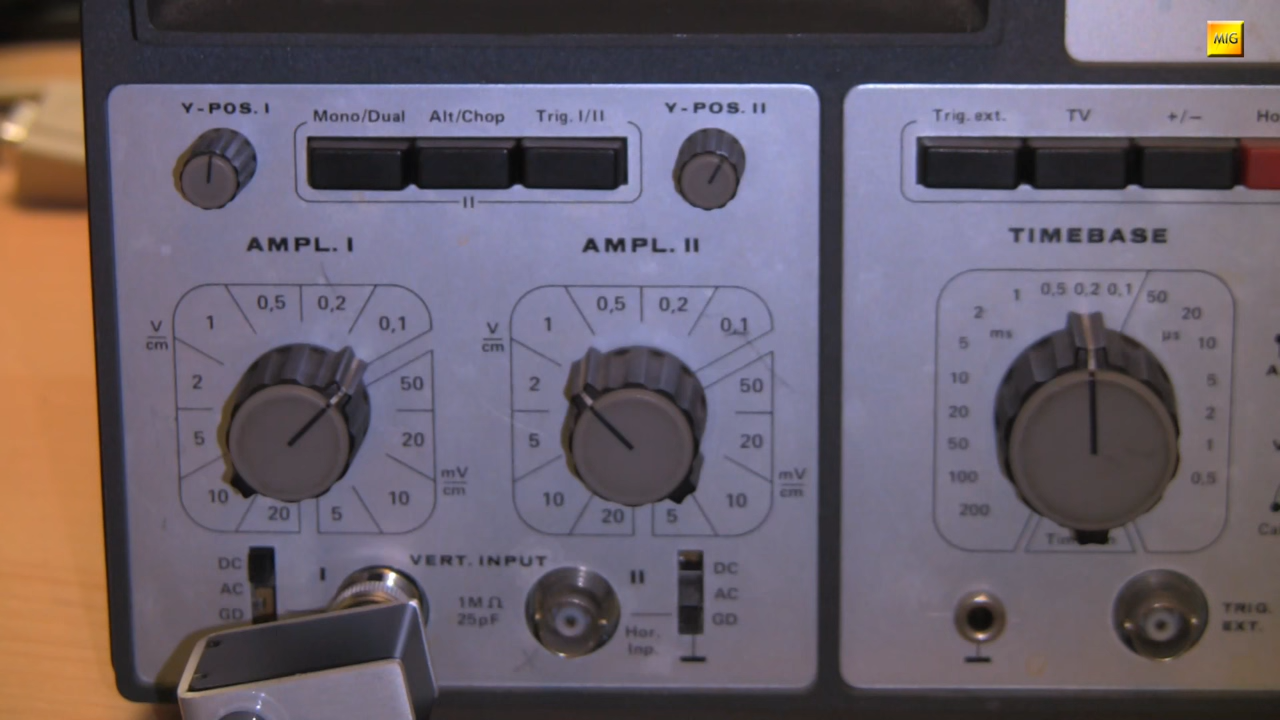 MIG
Y-POS. I
Mono/Dual Alt/Chop Trig. I/II
II
Y-POS. II
AMPL. I
V
cm
0,5 0,2
1 0,1
2 50
5 20
10 10
20 5
mV
cm
AMPL. II
V
cm
0,5 0,2
1 0,1
2 50
5 20
10 10
20 5
mV
cm
VERT. INPUT
DC
AC
GD
I
1MΩ
25pF
II
Hor.
Inp.
DC
AC
GD
Trig. ext. TV +/− Ho
TIMEBASE
0,5 0,2 0,1
1 50
2 20
ms µs
5 10
10 5
20 2
50 1
100 0,5
200
TRIG.
EXT.